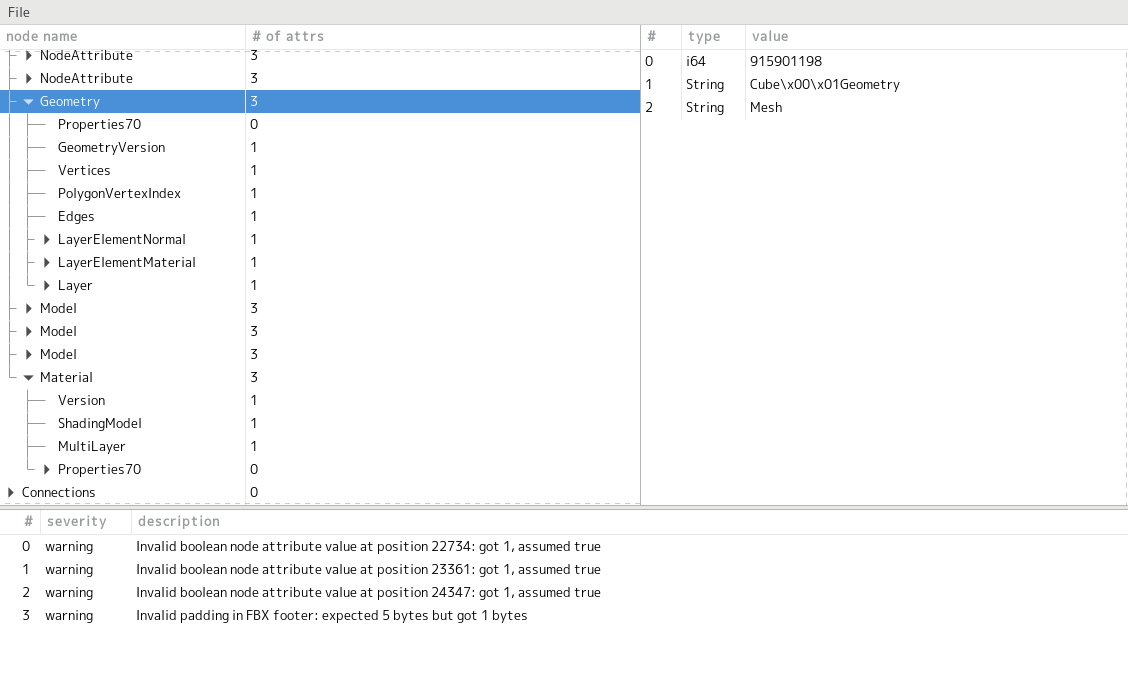 File
node name # of attrs # type value
NodeAttribute 3 0 i64 915901198
NodeAttribute 3 1 String Cube\x00\x01Geometry
Geometry 3 2 String Mesh
Properties70 0
GeometryVersion 1
Vertices 1
PolygonVertexIndex 1
Edges 1
LayerElementNormal 1
LayerElementMaterial 1
Layer 1
Model 3
Model 3
Model 3
Material 3
Version 1
ShadingModel 1
MultiLayer 1
Properties70 0
Connections 0
# severity description
0 warning Invalid boolean node attribute value at position 22734: got 1, assumed true
1 warning Invalid boolean node attribute value at position 23361: got 1, assumed true
2 warning Invalid boolean node attribute value at position 24347: got 1, assumed true
3 warning Invalid padding in FBX footer: expected 5 bytes but got 1 bytes